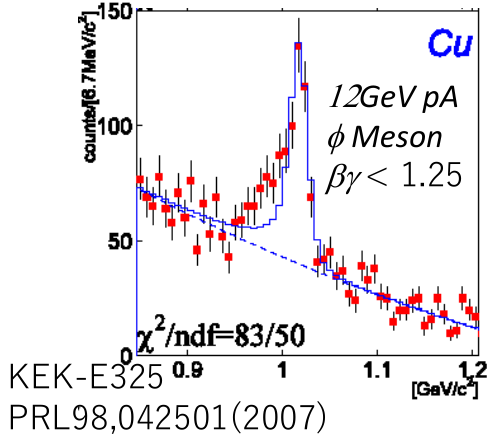 150
counts/[6.7MeV/c²]
Cu
12GeV pA
ϕ Meson
βγ < 1.25
100
50
χ²/ndf=83/50
0
0.9 1 1.1 1.2
[GeV/c²]
KEK-E325
PRL98,042501(2007)